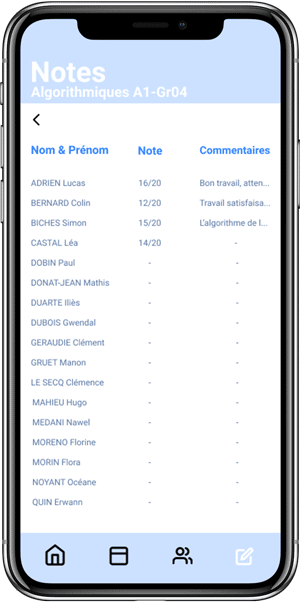 Notes
Algorithmiques A1-Gr04
Nom & Prénom Note Commentaires
ADRIEN Lucas 16/20 Bon travail, atten...
BERNARD Colin 12/20 Travail satisfaisa...
BICHES Simon 15/20 L'algorithme de l...
CASTAL Léa 14/20 -
DOBIN Paul - -
DONAT-JEAN Mathis - -
DUARTE Iliès - -
DUBOIS Gwendal - -
GERAUDIE Clément - -
GRUET Manon - -
LE SECQ Clémence - -
MAHIEU Hugo - -
MEDANI Nawel - -
MORENO Florine - -
MORIN Flora - -
NOYANT Océane - -
QUIN Erwann - -